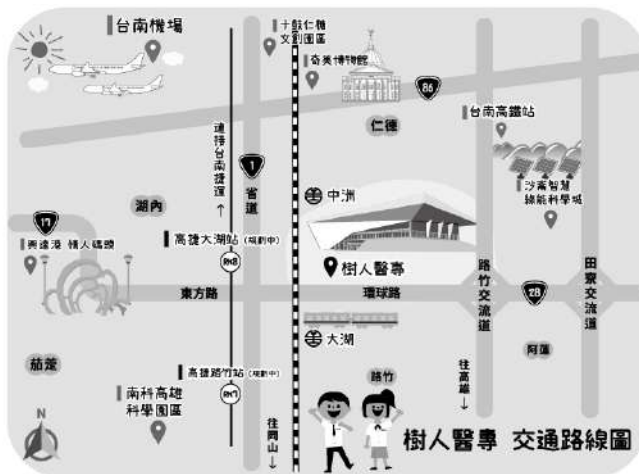 台南機場
十鼓仁糖
文創園區
奇美博物館
86
仁德
台南高鐵站
連接台南捷運
1
省道
湖內
中洲
沙崙智慧
綠能科學城
17
興達港 情人碼頭
高捷大湖站 (規劃中)
RK8
樹人醫專
東方路
環球路
路竹交流道
28
田寮交流道
大湖
阿蓮
茄萣
高捷路竹站 (規劃中)
路竹
往高雄
南科高雄
科學園區
RK7
N
往岡山
樹人醫專 交通路線圖